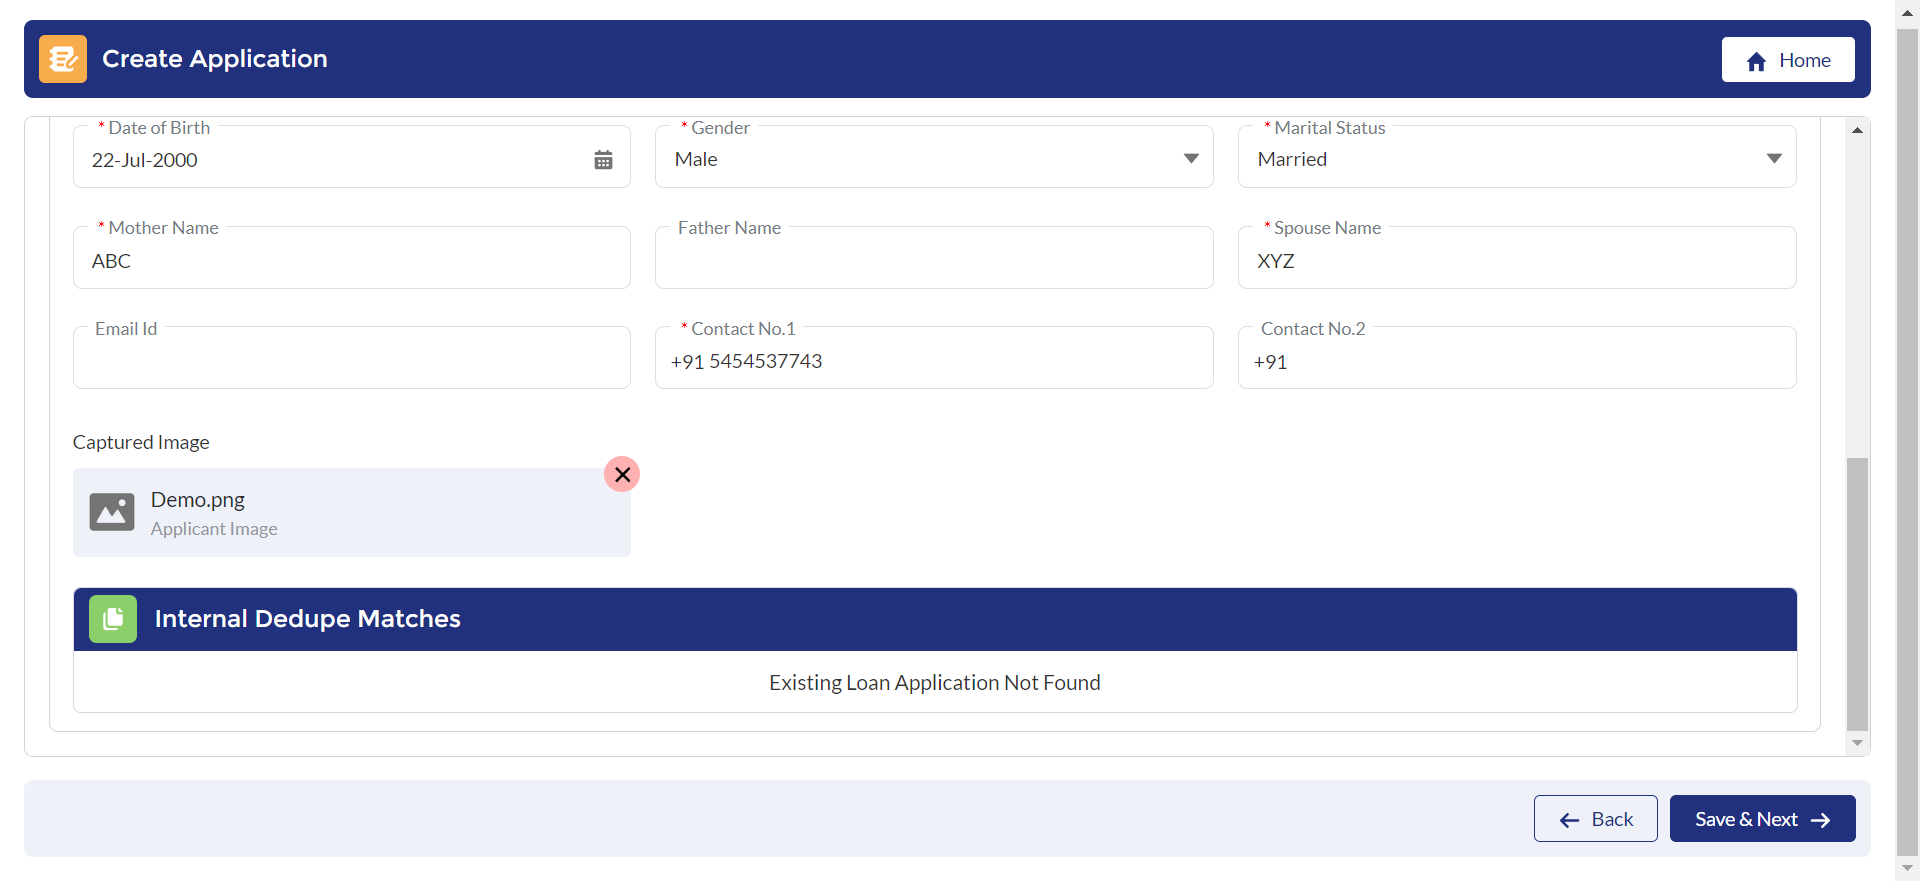 Create Application
Home
* Date of Birth
22-Jul-2000
* Gender
Male
* Marital Status
Married
* Mother Name
ABC
Father Name
* Spouse Name
XYZ
Email Id
* Contact No.1
+91 5454537743
Contact No.2
+91
Captured Image
Demo.png
Applicant Image
Internal Dedupe Matches
Existing Loan Application Not Found
Back
Save & Next